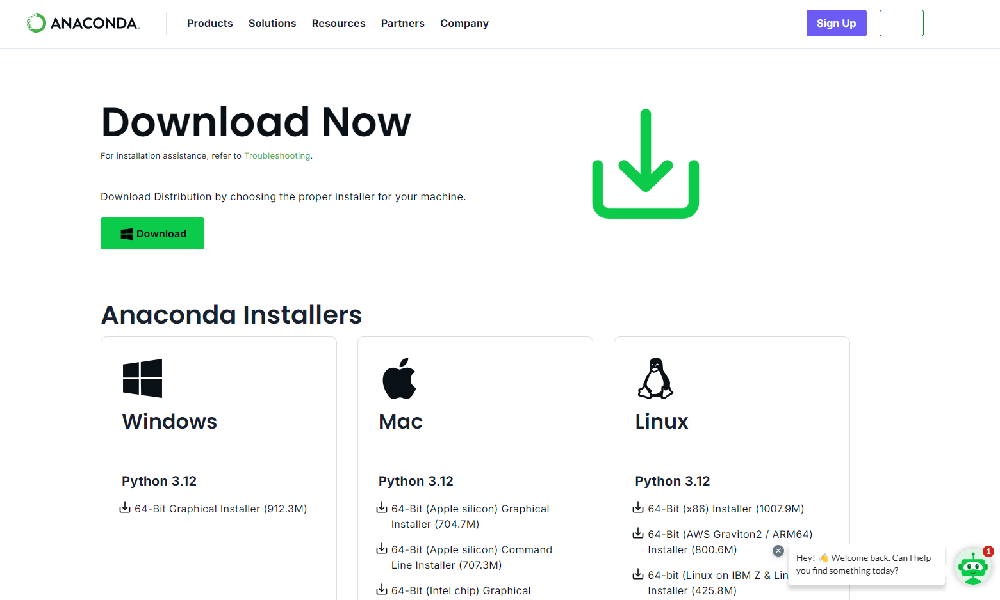 ANACONDA.
Products Solutions Resources Partners Company
Sign Up
Download Now
For installation assistance, refer to Troubleshooting.
Download Distribution by choosing the proper installer for your machine.
Download
Anaconda Installers
Windows
Python 3.12
64-Bit Graphical Installer (912.3M)
Mac
Python 3.12
64-Bit (Apple silicon) Graphical
Installer (704.7M)
64-Bit (Apple silicon) Command
Line Installer (707.3M)
64-Bit (Intel chip) Graphical
Linux
Python 3.12
64-Bit (x86) Installer (1007.9M)
64-Bit (AWS Graviton2 / ARM64)
Installer (800.6M)
64-bit (Linux on IBM Z & Lin
Installer (425.8M)
Hey! 👋 Welcome back. Can I help
you find something today?
1